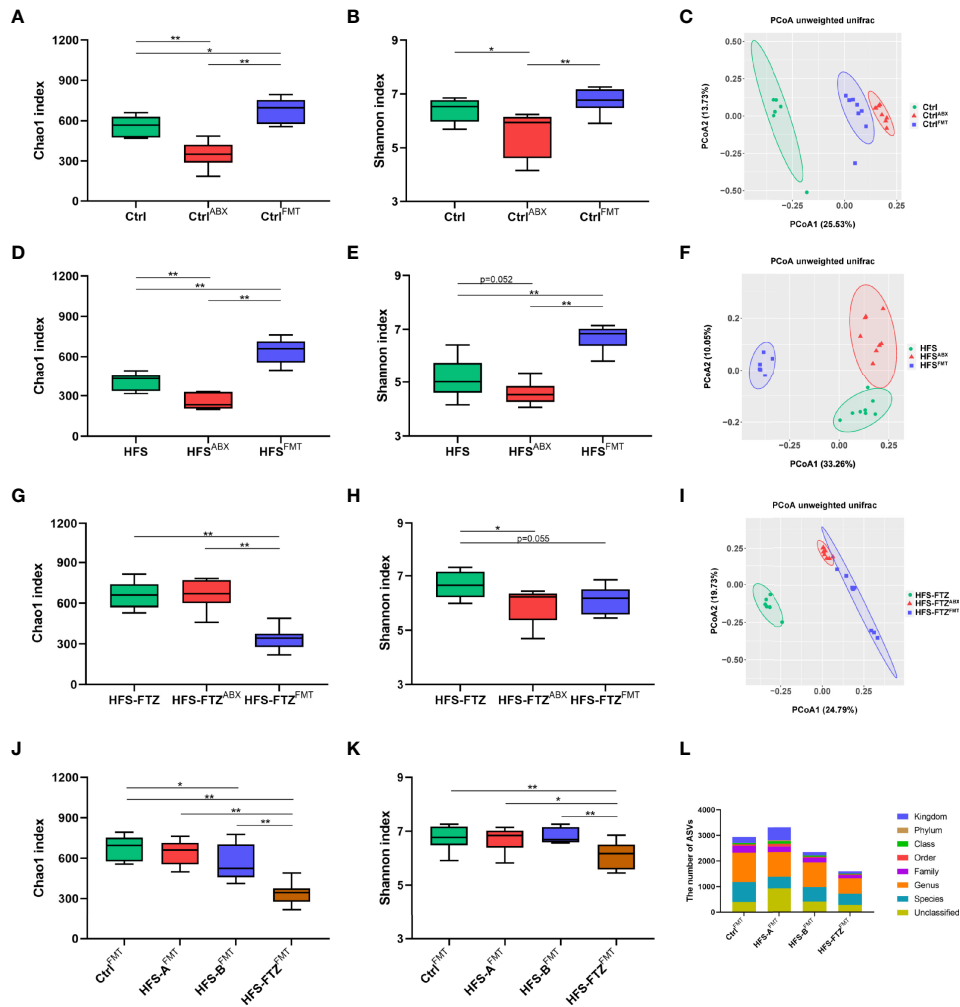 A
Chao1 index
1200
900
600
300
0
**
*
**
Ctrl
Ctrl^ABX
Ctrl^FMT
B
Shannon index
9
7
5
3
*
**
Ctrl
Ctrl^ABX
Ctrl^FMT
C
PCoA unweighted unifrac
PCoA2 (13.73%)
0.50
0.25
0.00
−0.25
−0.50
−0.25
0.00
0.25
PCoA1 (25.53%)
Ctrl
Ctrl^ABX
Ctrl^FMT
D
Chao1 index
1200
900
600
300
0
**
**
**
HFS
HFS^ABX
HFS^FMT
E
Shannon index
9
7
5
3
p=0.052
**
**
HFS
HFS^ABX
HFS^FMT
F
PCoA unweighted unifrac
PCoA2 (10.05%)
0.2
0.0
−0.2
−0.25
0.00
0.25
PCoA1 (33.26%)
HFS
HFS^ABX
HFS^FMT
G
Chao1 index
1200
900
600
300
0
**
**
HFS-FTZ
HFS-FTZ^ABX
HFS-FTZ^FMT
H
Shannon index
9
7
5
3
*
p=0.055
HFS-FTZ
HFS-FTZ^ABX
HFS-FTZ^FMT
I
PCoA unweighted unifrac
PCoA2 (19.73%)
0.25
0.00
−0.25
−0.50
−0.25
0.00
0.25
0.50
PCoA1 (24.79%)
HFS-FTZ
HFS-FTZ^ABX
HFS-FTZ^FMT
J
Chao1 index
1200
900
600
300
0
*
**
**
**
Ctrl^FMT
HFS-A^FMT
HFS-B^FMT
HFS-FTZ^FMT
K
Shannon index
9
7
5
3
**
*
**
Ctrl^FMT
HFS-A^FMT
HFS-B^FMT
HFS-FTZ^FMT
L
The number of ASVs
4000
3000
2000
1000
0
Ctrl^FMT
HFS-A^FMT
HFS-B^FMT
HFS-FTZ^FMT
Kingdom
Phylum
Class
Order
Family
Genus
Species
Unclassified